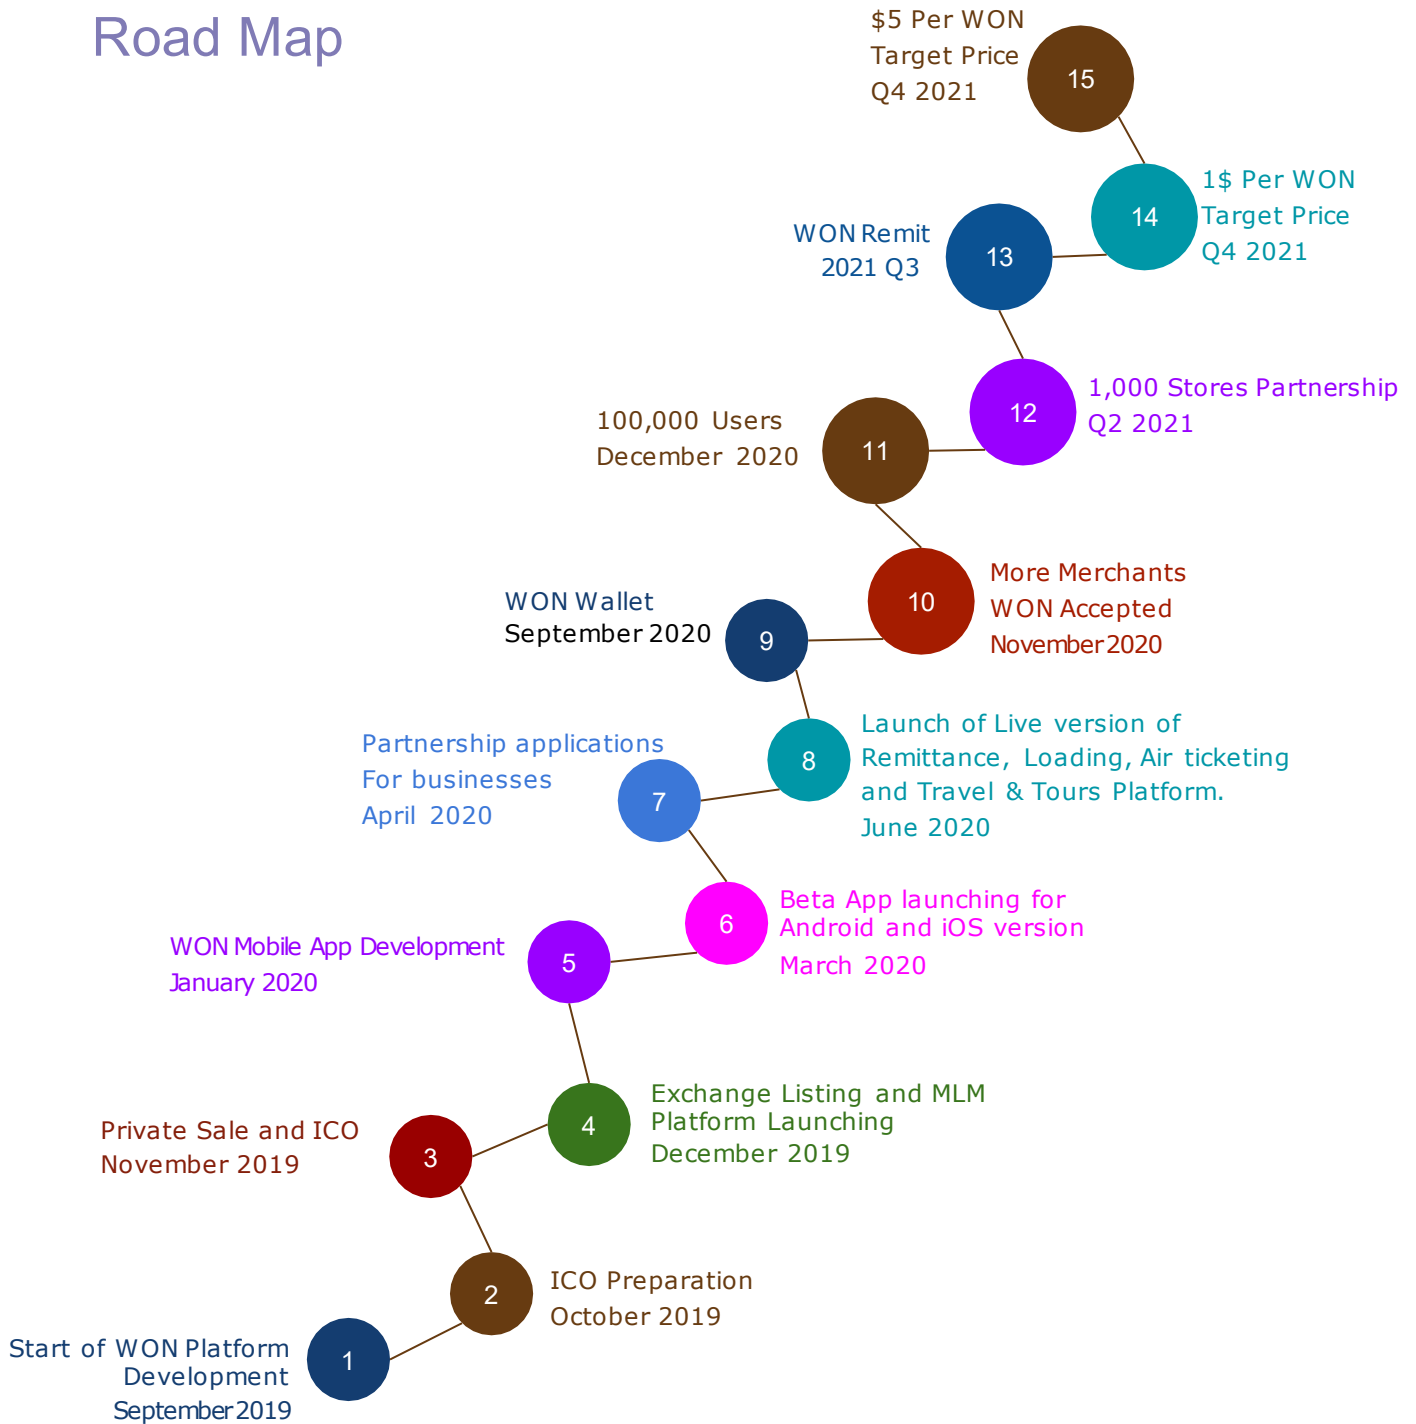 Road Map
$5 Per WON
Target Price
Q4 2021
15
14
1$ Per WON
Target Price
Q4 2021
WON Remit
2021 Q3
13
12
1,000 Stores Partnership
Q2 2021
100,000 Users
December 2020
11
10
More Merchants
WON Accepted
November 2020
WON Wallet
September 2020
9
8
Launch of Live version of
Remittance, Loading, Air ticketing
and Travel & Tours Platform.
June 2020
Partnership applications
For businesses
April 2020
7
6
Beta App launching for
Android and iOS version
March 2020
WON Mobile App Development
January 2020
5
4
Exchange Listing and MLM
Platform Launching
December 2019
Private Sale and ICO
November 2019
3
2
ICO Preparation
October 2019
Start of WON Platform
Development
September 2019
1